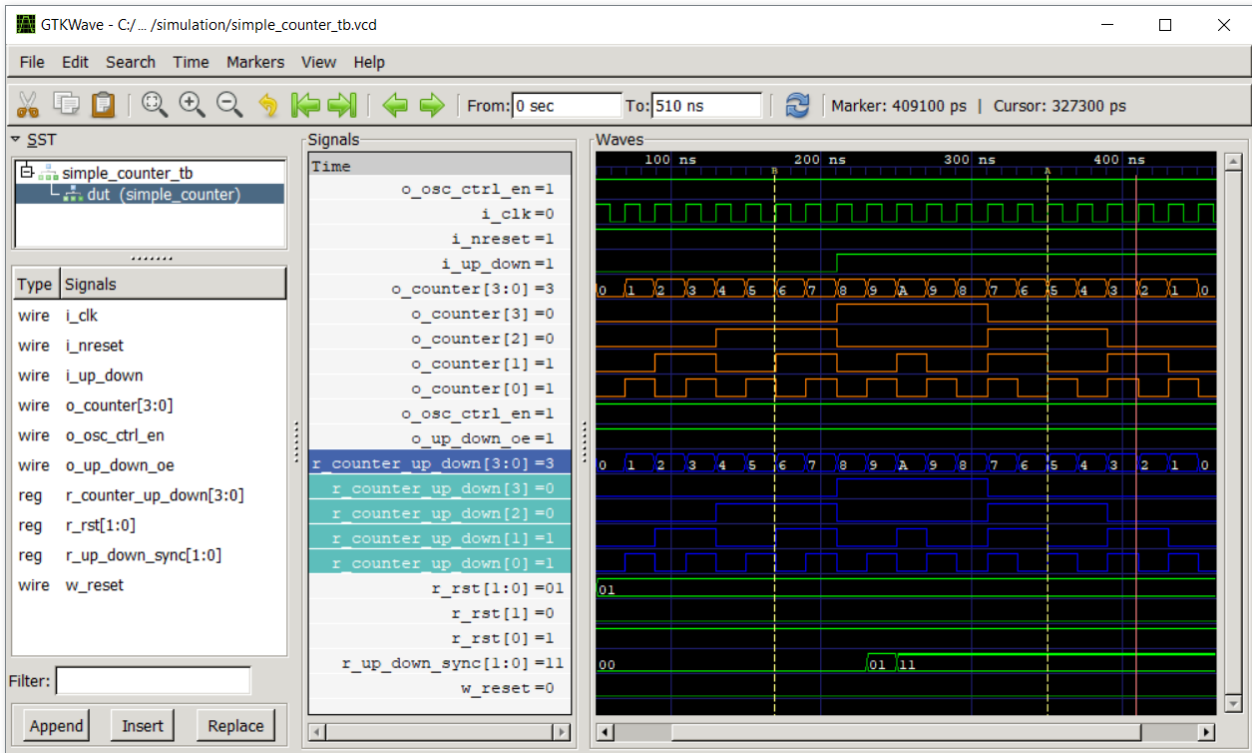 GTKWave - C:/ ... /simulation/simple_counter_tb.vcd
File Edit Search Time Markers View Help
From: 0 sec To: 510 ns Marker: 409100 ps | Cursor: 327300 ps
SST
simple_counter_tb
dut (simple_counter)
Type Signals
wire i_clk
wire i_nreset
wire i_up_down
wire o_counter[3:0]
wire o_osc_ctrl_en
wire o_up_down_oe
reg r_counter_up_down[3:0]
reg r_rst[1:0]
reg r_up_down_sync[1:0]
wire w_reset
Filter:
Append Insert Replace
Signals
Time
o_osc_ctrl_en=1
i_clk=0
i_nreset=1
i_up_down=1
o_counter[3:0]=3
o_counter[3]=0
o_counter[2]=0
o_counter[1]=1
o_counter[0]=1
o_osc_ctrl_en=1
o_up_down_oe=1
r_counter_up_down[3:0]=3
r_counter_up_down[3]=0
r_counter_up_down[2]=0
r_counter_up_down[1]=1
r_counter_up_down[0]=1
r_rst[1:0]=01
r_rst[1]=0
r_rst[0]=1
r_up_down_sync[1:0]=11
w_reset=0
Waves
100 ns 200 ns 300 ns 400 ns
B A
0 1 2 3 4 5 6 7 8 9 A 9 8 7 6 5 4 3 2 1 0
0 1 2 3 4 5 6 7 8 9 A 9 8 7 6 5 4 3 2 1 0
01
00 01 11